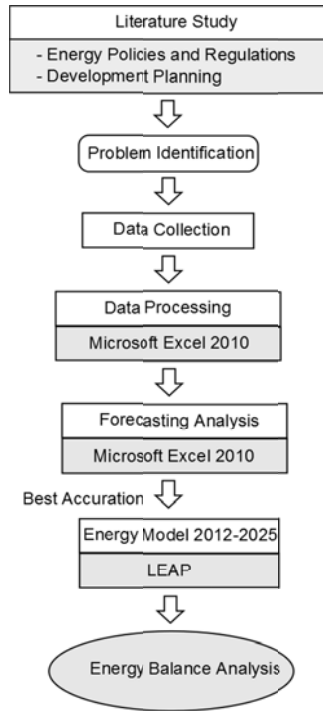 Literature Study
- Energy Policies and Regulations
- Development Planning
Problem Identification
Data Collection
Data Processing
Microsoft Excel 2010
Forecasting Analysis
Microsoft Excel 2010
Best Accuration
Energy Model 2012-2025
LEAP
Energy Balance Analysis